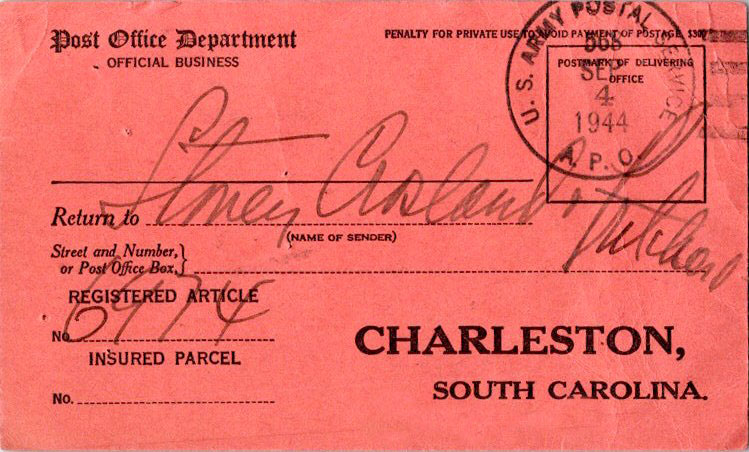 Post Office Department
OFFICIAL BUSINESS
PENALTY FOR PRIVATE USE TO AVOID PAYMENT OF POSTAGE, $300
U. S. ARMY POSTAL SERVICE
SEP
4
1944
A. P. O.
POSTMARK OF DELIVERING
OFFICE
Return to Stoney Crosland &
(NAME OF SENDER)
Street and Number,
or Post Office Box,
REGISTERED ARTICLE
No. 6974
INSURED PARCEL
No.
CHARLESTON,
SOUTH CAROLINA.